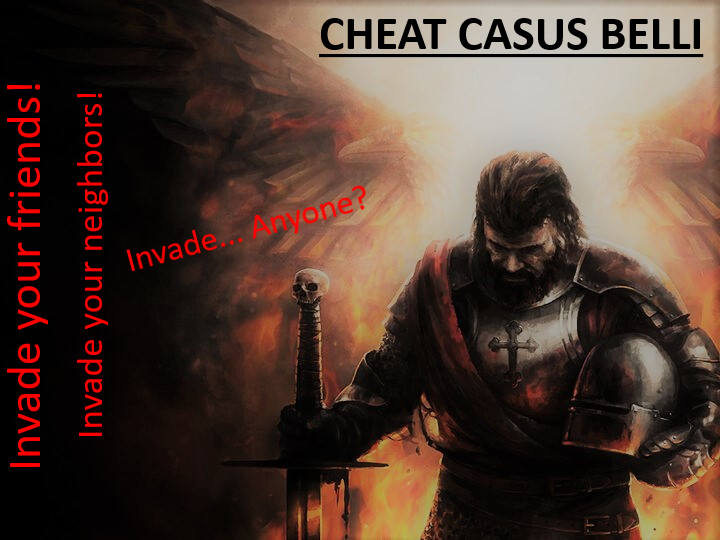 CHEAT CASUS BELLI
Invade your friends!
Invade your neighbors!
Invade... Anyone?